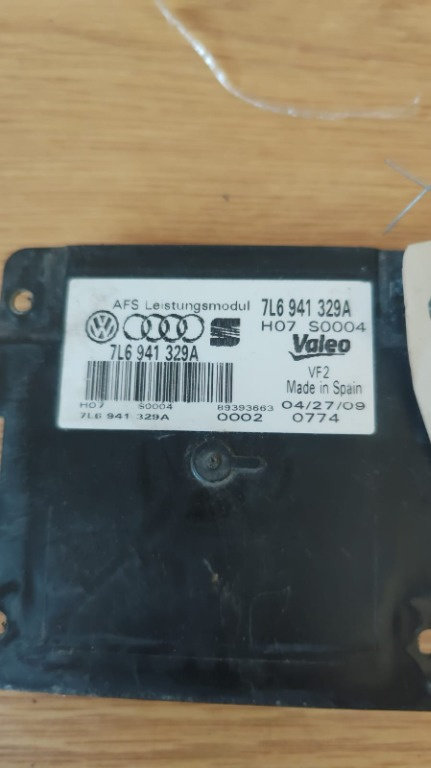 AFS Leistungsmodul 7L6 941 329A
H07 S0004
7L6 941 329A
Valeo
VF2
Made in Spain
H07 S0004 89393663 04/27/09
7L6 941 329A 0002 0774